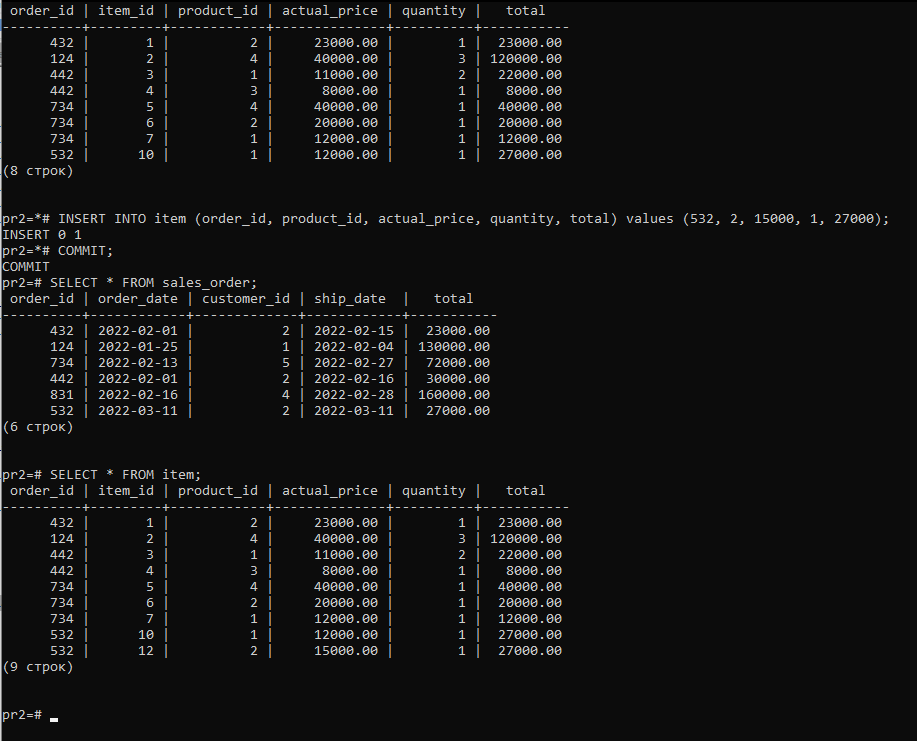 order_id | item_id | product_id | actual_price | quantity |   total
----------+---------+------------+--------------+----------+-----------
      432 |       1 |          2 |     23000.00 |        1 |  23000.00
      124 |       2 |          4 |     40000.00 |        3 | 120000.00
      442 |       3 |          1 |     11000.00 |        2 |  22000.00
      442 |       4 |          3 |      8000.00 |        1 |   8000.00
      734 |       5 |          4 |     40000.00 |        1 |  40000.00
      734 |       6 |          2 |     20000.00 |        1 |  20000.00
      734 |       7 |          1 |     12000.00 |        1 |  12000.00
      532 |      10 |          1 |     12000.00 |        1 |  27000.00
(8 строк)
pr2=*# INSERT INTO item (order_id, product_id, actual_price, quantity, total) values (532, 2, 15000, 1, 27000);
INSERT 0 1
pr2=*# COMMIT;
COMMIT
pr2=# SELECT * FROM sales_order;
 order_id | order_date | customer_id | ship_date  |   total
----------+------------+-------------+------------+-----------
      432 | 2022-02-01 |           2 | 2022-02-15 |  23000.00
      124 | 2022-01-25 |           1 | 2022-02-04 | 130000.00
      734 | 2022-02-13 |           5 | 2022-02-27 |  72000.00
      442 | 2022-02-01 |           2 | 2022-02-16 |  30000.00
      831 | 2022-02-16 |           4 | 2022-02-28 | 160000.00
      532 | 2022-03-11 |           2 | 2022-03-11 |  27000.00
(6 строк)
pr2=# SELECT * FROM item;
 order_id | item_id | product_id | actual_price | quantity |   total
----------+---------+------------+--------------+----------+-----------
      432 |       1 |          2 |     23000.00 |        1 |  23000.00
      124 |       2 |          4 |     40000.00 |        3 | 120000.00
      442 |       3 |          1 |     11000.00 |        2 |  22000.00
      442 |       4 |          3 |      8000.00 |        1 |   8000.00
      734 |       5 |          4 |     40000.00 |        1 |  40000.00
      734 |       6 |          2 |     20000.00 |        1 |  20000.00
      734 |       7 |          1 |     12000.00 |        1 |  12000.00
      532 |      10 |          1 |     12000.00 |        1 |  27000.00
      532 |      12 |          2 |     15000.00 |        1 |  27000.00
(9 строк)
pr2=#